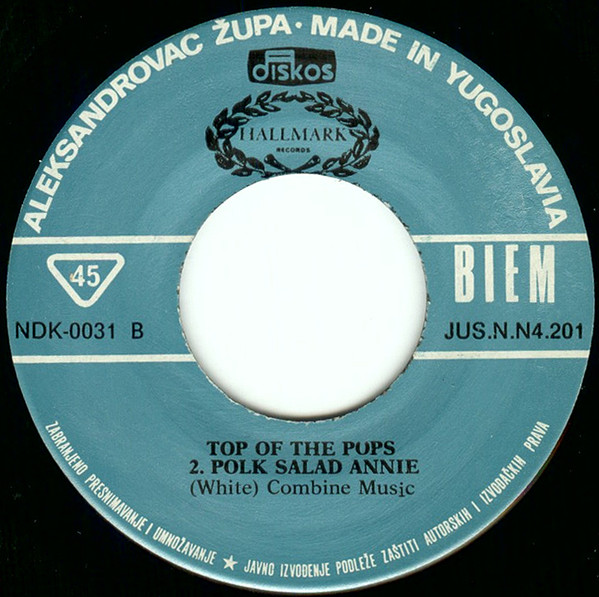 ALEKSANDROVAC ŽUPA · MADE IN YUGOSLAVIA
diskos
HALLMARK
RECORDS
45
BIEM
NDK-0031 B
JUS.N.N4.201
TOP OF THE POPS
2. POLK SALAD ANNIE
(White) Combine Music
ZABRANJENO PRESNIMAVANJE I UMNOŽAVANJE ★ JAVNO IZVOĐENJE PODLEŽE ZAŠTITI AUTORSKIH I IZVOĐAČKIH PRAVA